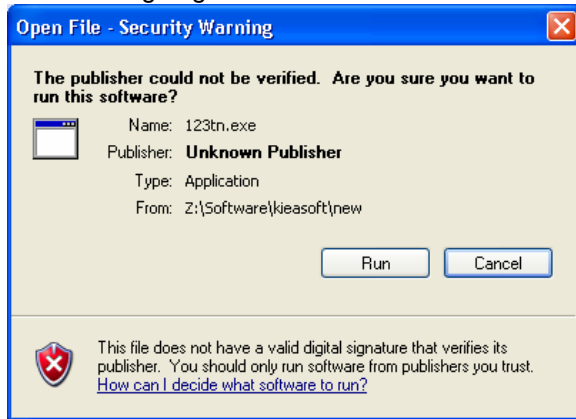 Open File - Security Warning
The publisher could not be verified. Are you sure you want to
run this software?
Name: 123tn.exe
Publisher: Unknown Publisher
Type: Application
From: Z:\Software\kieasoft\new
Run Cancel
This file does not have a valid digital signature that verifies its
publisher. You should only run software from publishers you trust.
How can I decide what software to run?